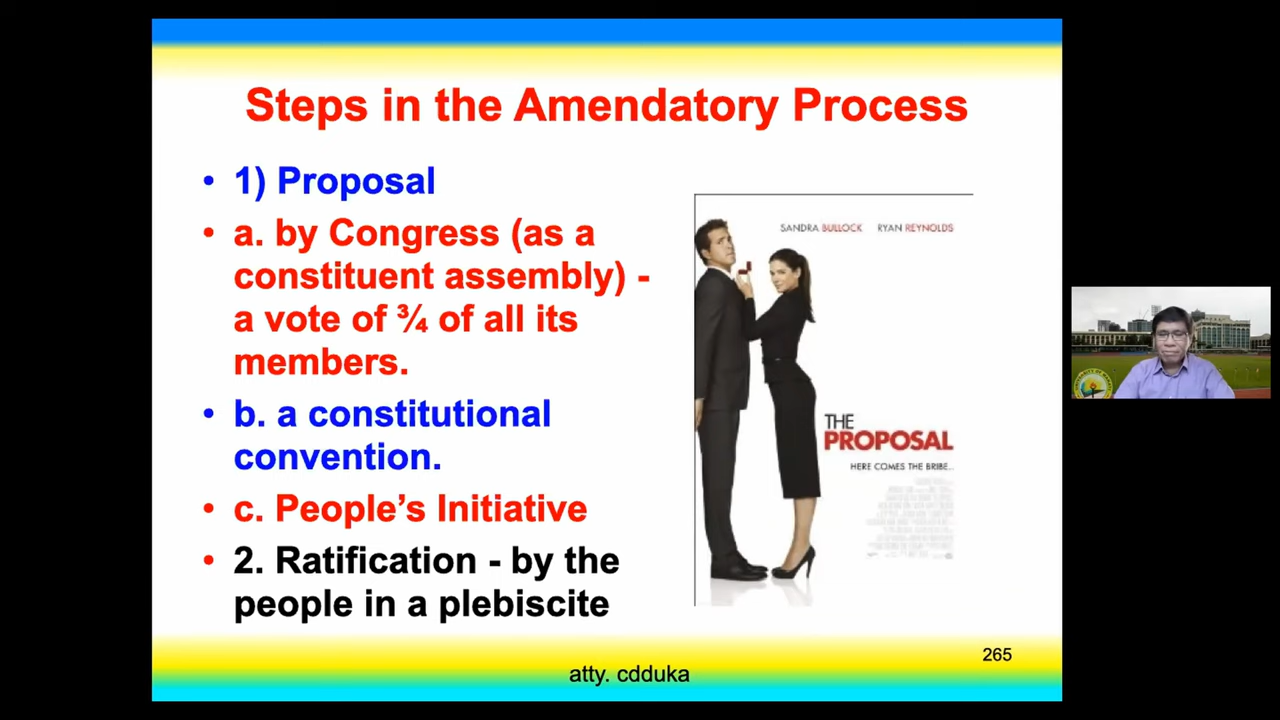 Steps in the Amendatory Process
• 1) Proposal
• a. by Congress (as a
constituent assembly) -
a vote of ¾ of all its
members.
• b. a constitutional
convention.
• c. People’s Initiative
• 2. Ratification - by the
people in a plebiscite
SANDRA BULLOCK RYAN REYNOLDS
THE
PROPOSAL
HERE COMES THE BRIBE...
265
atty. cdduka